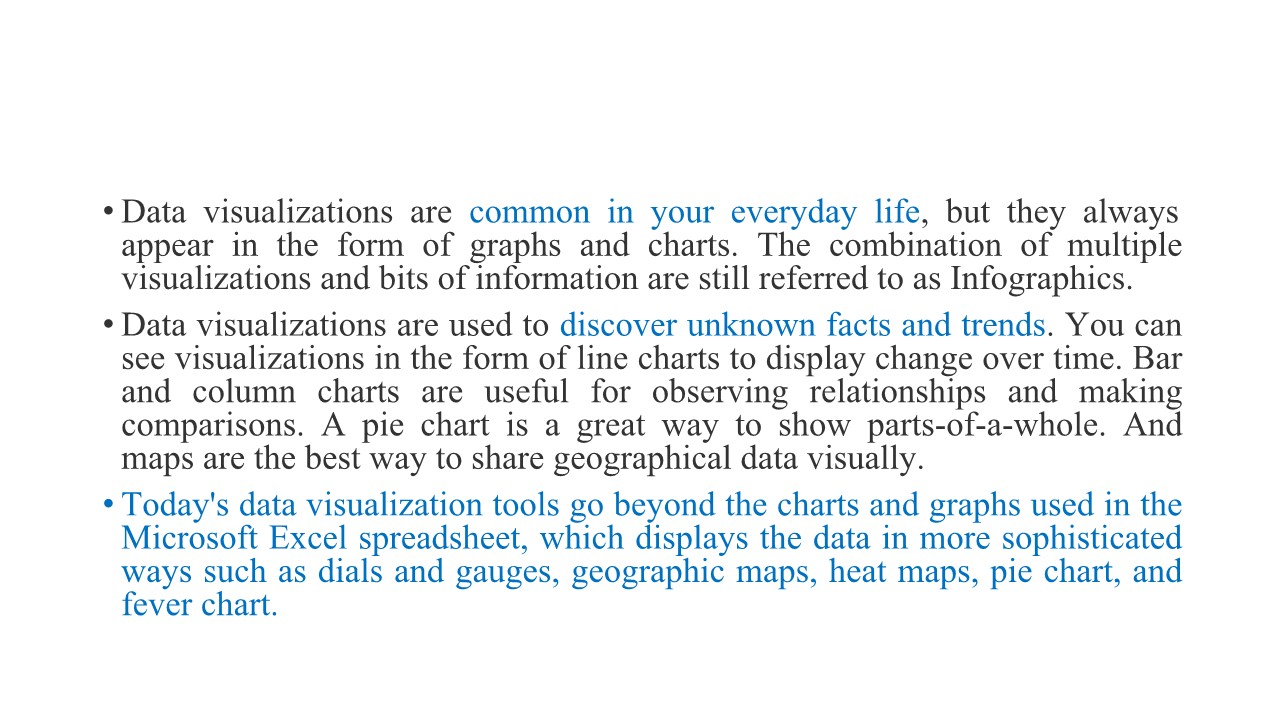 • Data visualizations are common in your everyday life, but they always
appear in the form of graphs and charts. The combination of multiple
visualizations and bits of information are still referred to as Infographics.
• Data visualizations are used to discover unknown facts and trends. You can
see visualizations in the form of line charts to display change over time. Bar
and column charts are useful for observing relationships and making
comparisons. A pie chart is a great way to show parts-of-a-whole. And
maps are the best way to share geographical data visually.
• Today's data visualization tools go beyond the charts and graphs used in the
Microsoft Excel spreadsheet, which displays the data in more sophisticated
ways such as dials and gauges, geographic maps, heat maps, pie chart, and
fever chart.